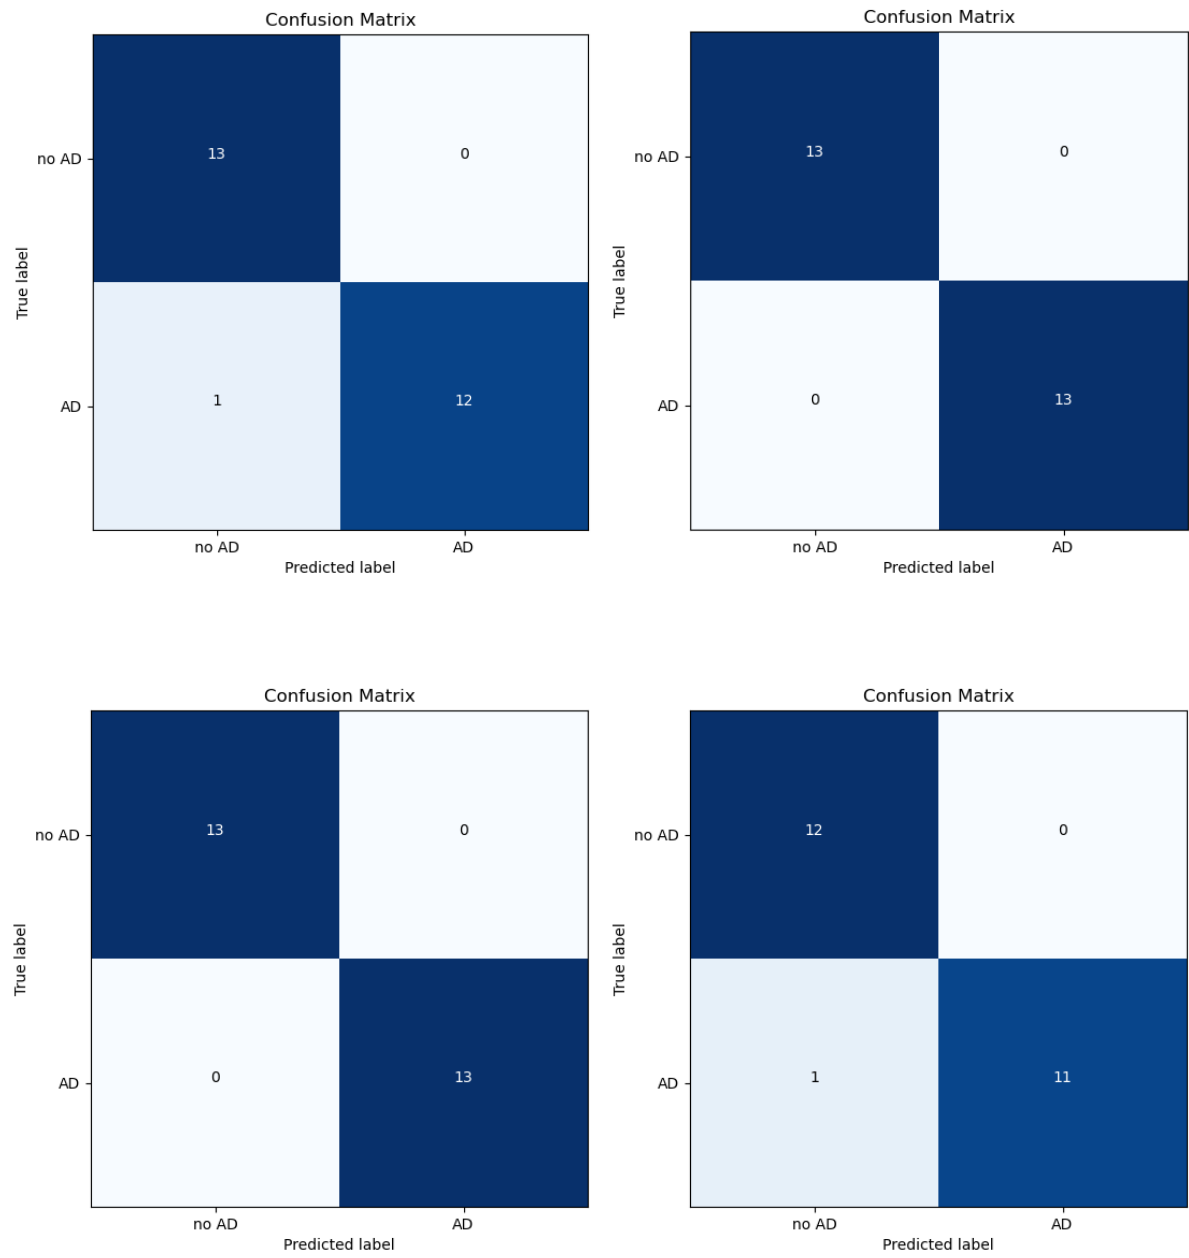 Confusion Matrix
no AD 13 0
AD 1 12
no AD AD
Predicted label
True label
Confusion Matrix
no AD 13 0
AD 0 13
no AD AD
Predicted label
True label
Confusion Matrix
no AD 13 0
AD 0 13
no AD AD
Predicted label
True label
Confusion Matrix
no AD 12 0
AD 1 11
no AD AD
Predicted label
True label